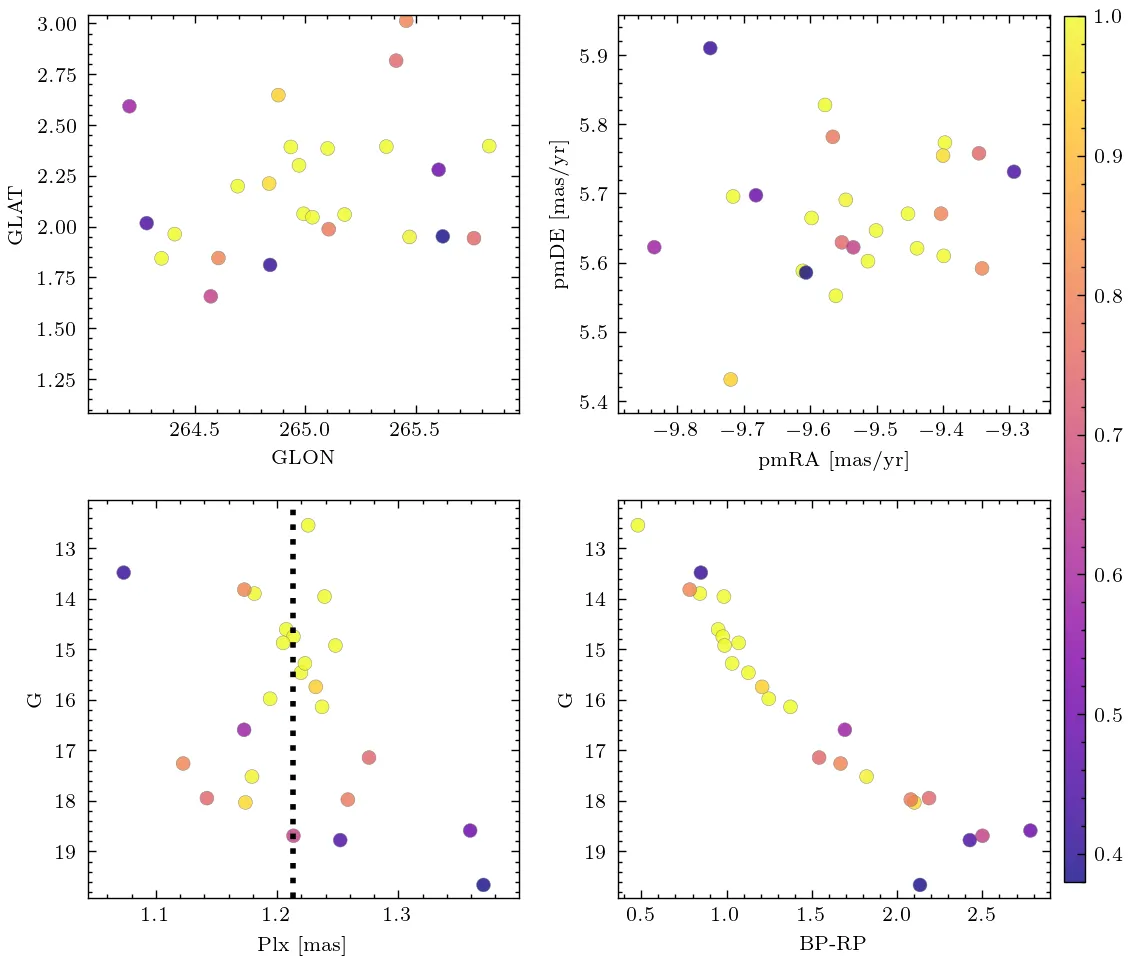 3.00
2.75
2.50
2.25
2.00
1.75
1.50
1.25
GLAT
264.5 265.0 265.5
GLON
5.9
5.8
5.7
5.6
5.5
5.4
pmDE [mas/yr]
−9.8 −9.7 −9.6 −9.5 −9.4 −9.3
pmRA [mas/yr]
13
14
15
16
17
18
19
G
1.1 1.2 1.3
Plx [mas]
13
14
15
16
17
18
19
G
0.5 1.0 1.5 2.0 2.5
BP-RP
1.0
0.9
0.8
0.7
0.6
0.5
0.4